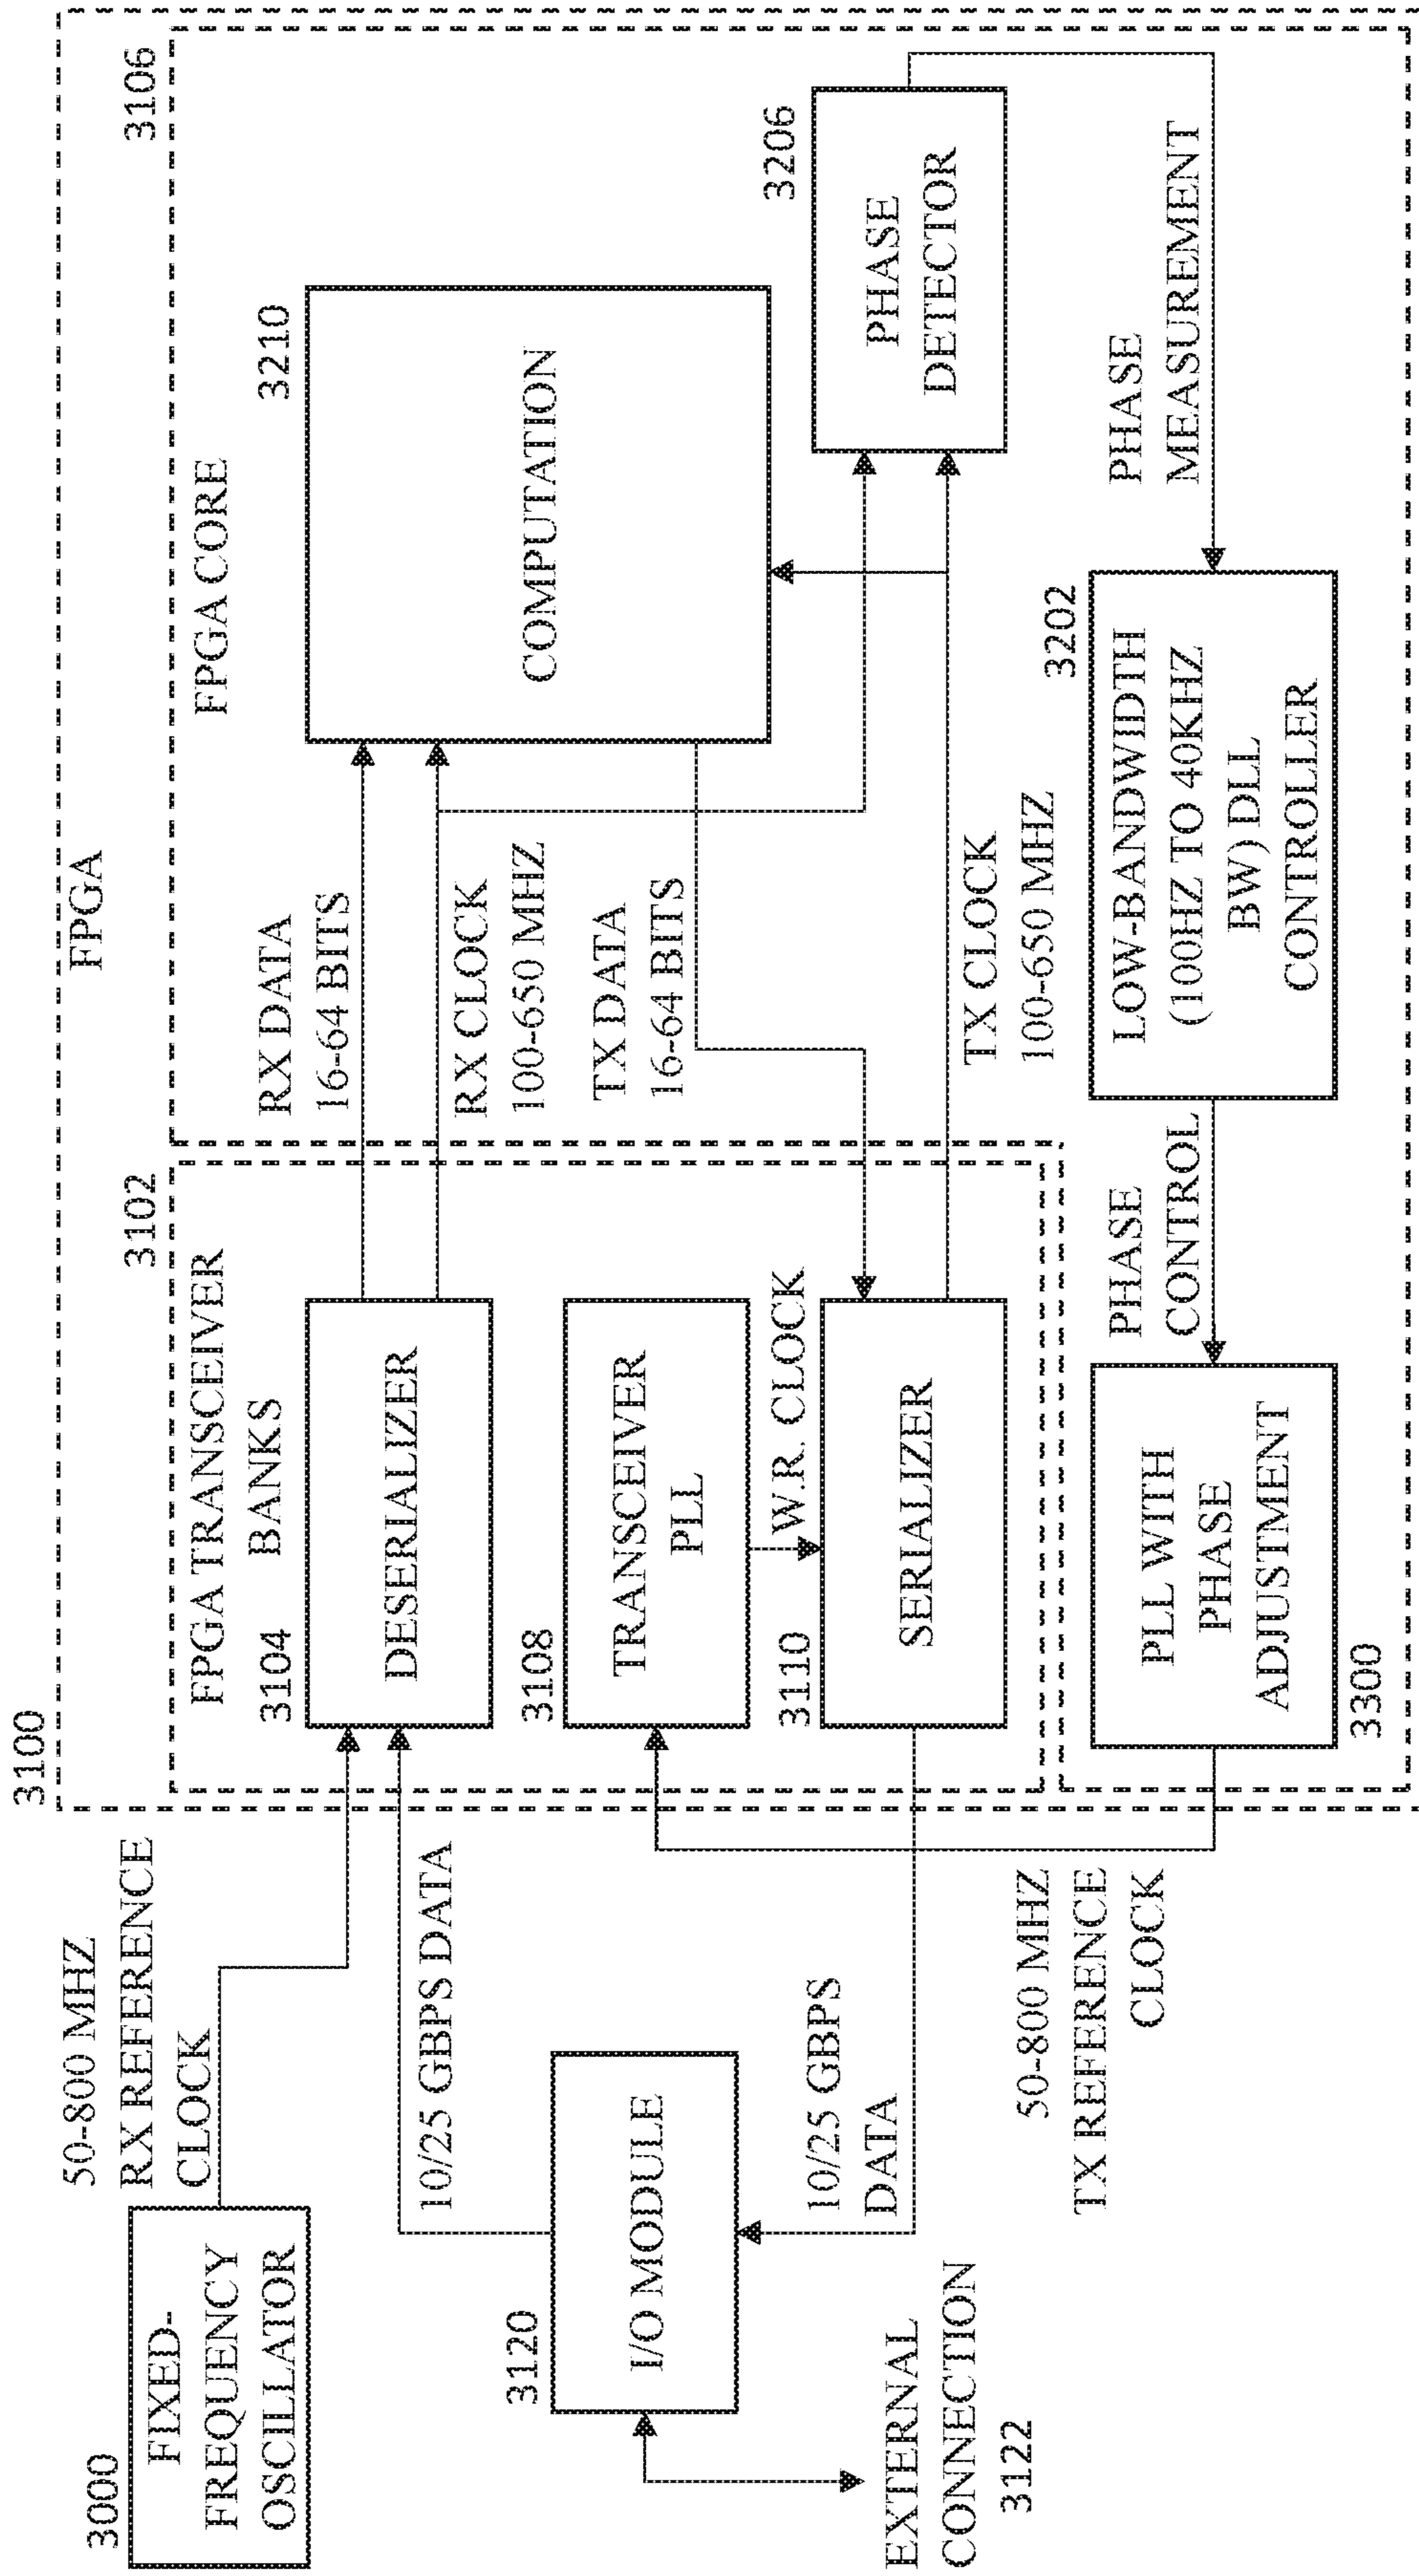 3100
FPGA
3000
FIXED-
FREQUENCY
OSCILLATOR
50-800 MHZ
RX REFERENCE
CLOCK
3102
FPGA TRANSCEIVER
BANKS
3104
DESERIALIZER
3106
FPGA CORE
RX DATA
16-64 BITS
3210
COMPUTATION
RX CLOCK
100-650 MHZ
10/25 GBPS DATA
3108
TRANSCEIVER
PLL
TX DATA
16-64 BITS
3120
I/O MODULE
W.R. CLOCK
3110
SERIALIZER
3206
PHASE
DETECTOR
10/25 GBPS
DATA
EXTERNAL
CONNECTION
3122
TX CLOCK
100-650 MHZ
50-800 MHZ
TX REFERENCE
CLOCK
PLL WITH
PHASE
ADJUSTMENT
3300
PHASE
CONTROL
3202
LOW-BANDWIDTH
(100HZ TO 40KHZ
BW) DLL
CONTROLLER
PHASE
MEASUREMENT